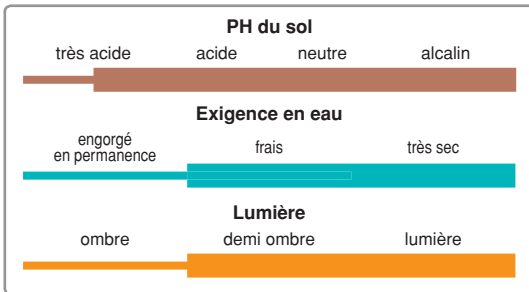 PH du sol
très acide acide neutre alcalin
Exigence en eau
engorgé
en permanence frais très sec
Lumière
ombre demi ombre lumière